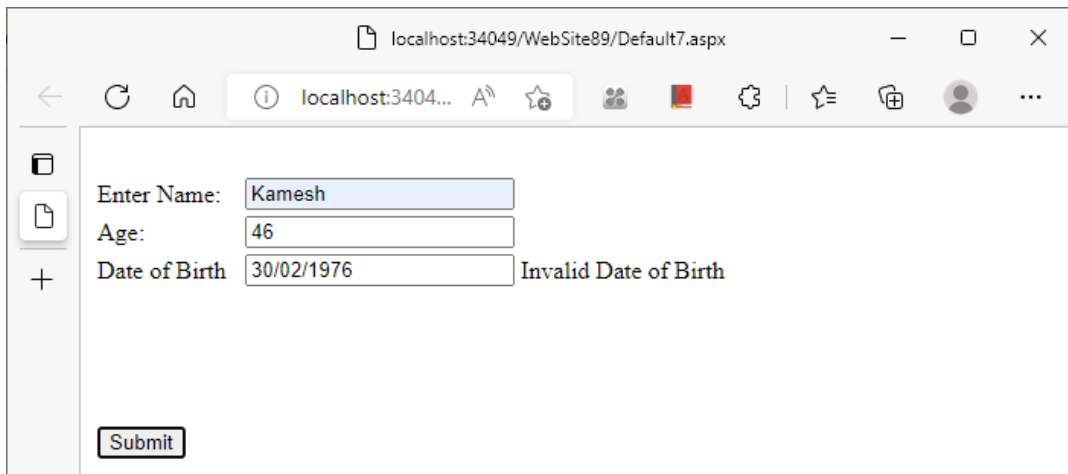 localhost:34049/WebSite89/Default7.aspx
localhost:3404...
Enter Name: Kamesh
Age: 46
Date of Birth 30/02/1976 Invalid Date of Birth
Submit